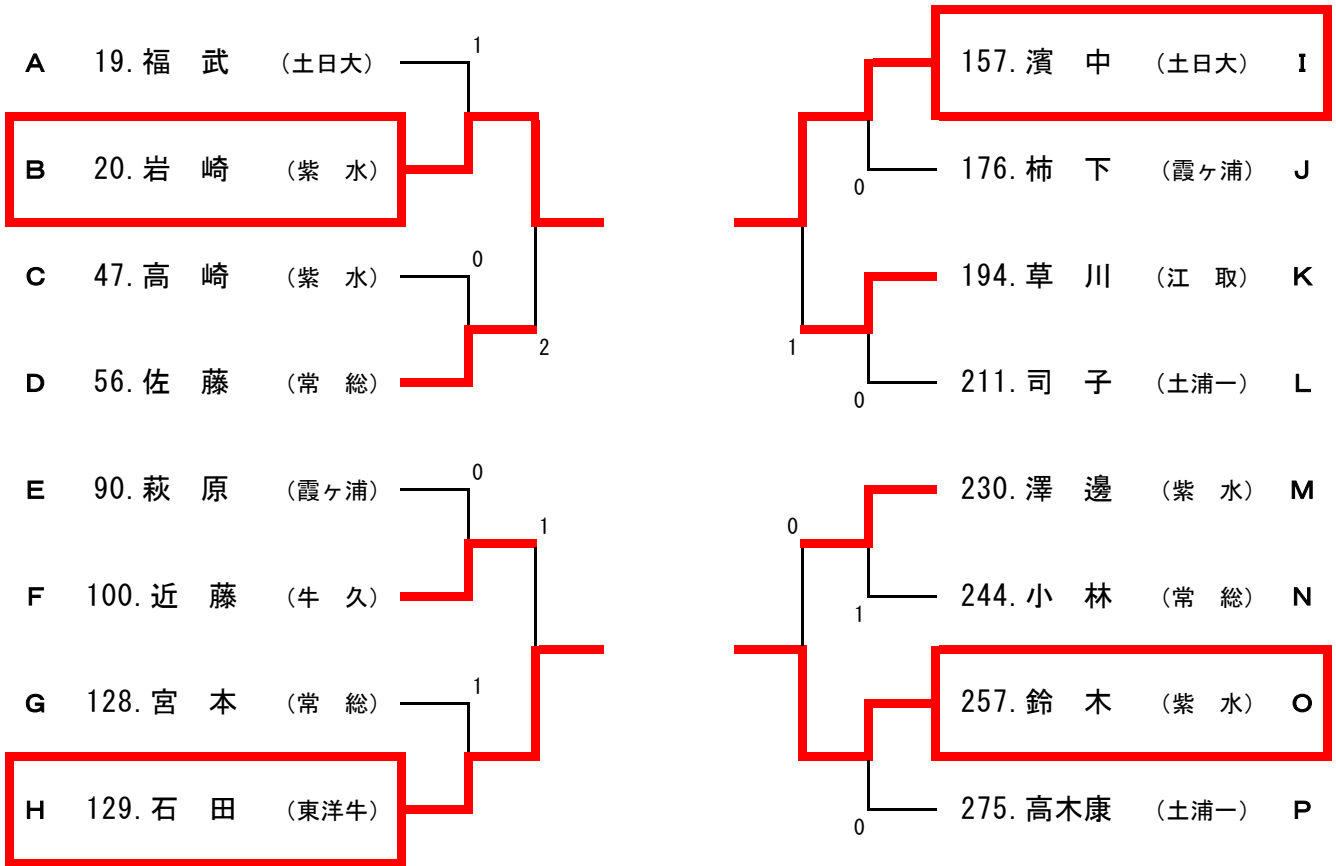 1
A 19. 福 武 (土日大)
B 20. 岩 崎 (紫 水)
0
C 47. 高 崎 (紫 水)
2
D 56. 佐 藤 (常 総)
0
E 90. 萩 原 (霞ヶ浦)
1
F 100. 近 藤 (牛 久)
1
G 128. 宮 本 (常 総)
H 129. 石 田 (東洋牛)
157. 濱 中 (土日大) I
0
176. 柿 下 (霞ヶ浦) J
194. 草 川 (江 取) K
1
0
211. 司 子 (土浦一) L
230. 澤 邊 (紫 水) M
0
1
244. 小 林 (常 総) N
257. 鈴 木 (紫 水) O
0
275. 高木康 (土浦一) P